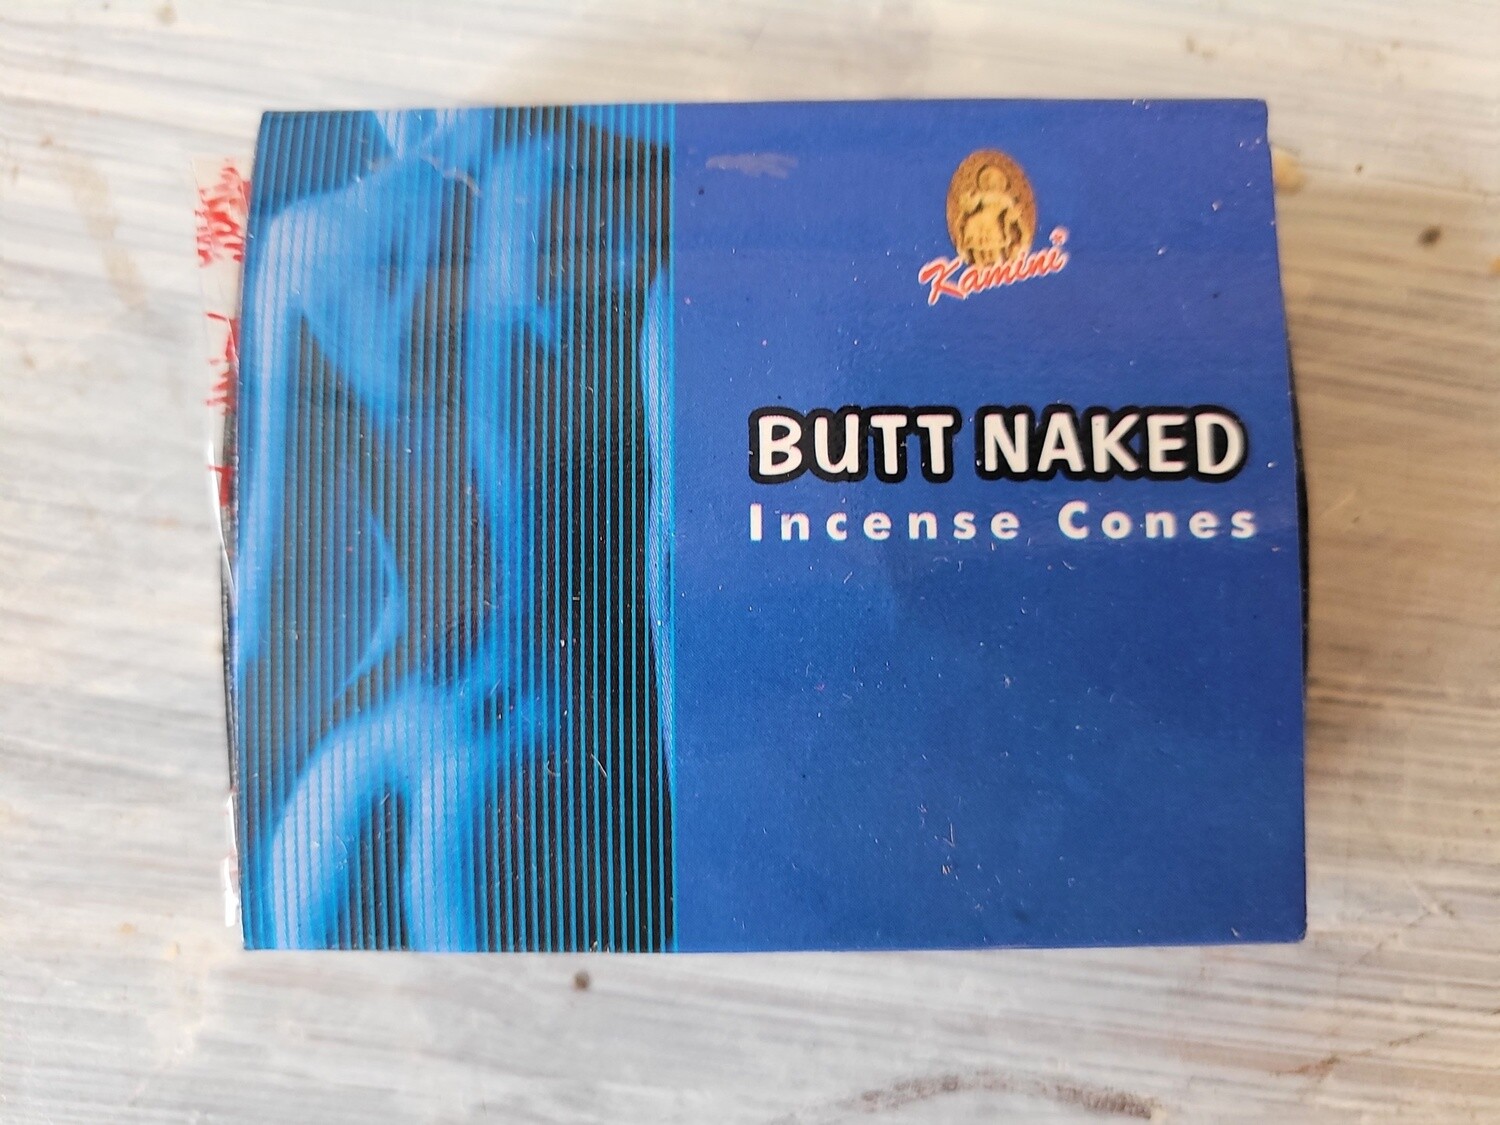 Kamini
BUTT NAKED
Incense Cones